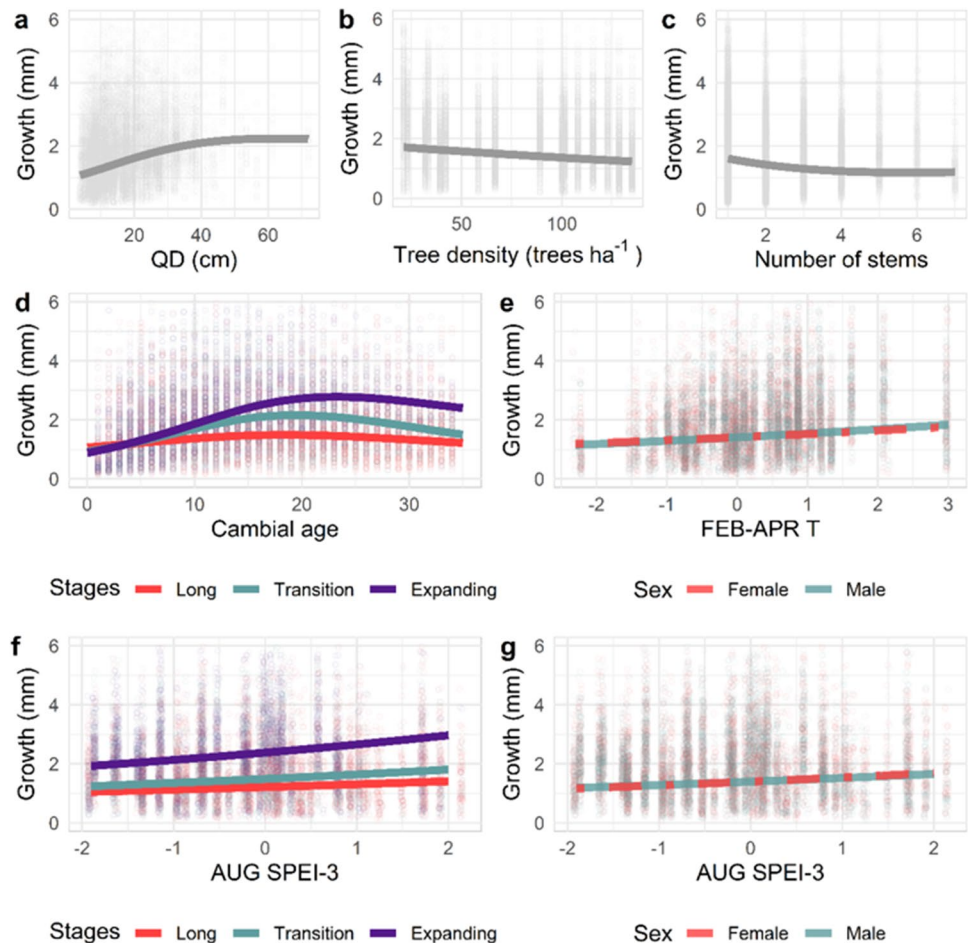 a
b
c
Growth (mm)
6
4
2
0
20
40
60
QD (cm)
Growth (mm)
6
4
2
0
50
100
Tree density (trees ha⁻¹ )
Growth (mm)
6
4
2
0
2
4
6
Number of stems
d
e
Growth (mm)
6
4
2
0
0
10
20
30
Cambial age
Growth (mm)
6
4
2
0
-2
-1
0
1
2
3
FEB-APR T
Stages Long Transition Expanding
Sex Female Male
f
g
Growth (mm)
6
4
2
0
-2
-1
0
1
2
AUG SPEI-3
Growth (mm)
6
4
2
0
-2
-1
0
1
2
AUG SPEI-3
Stages Long Transition Expanding
Sex Female Male